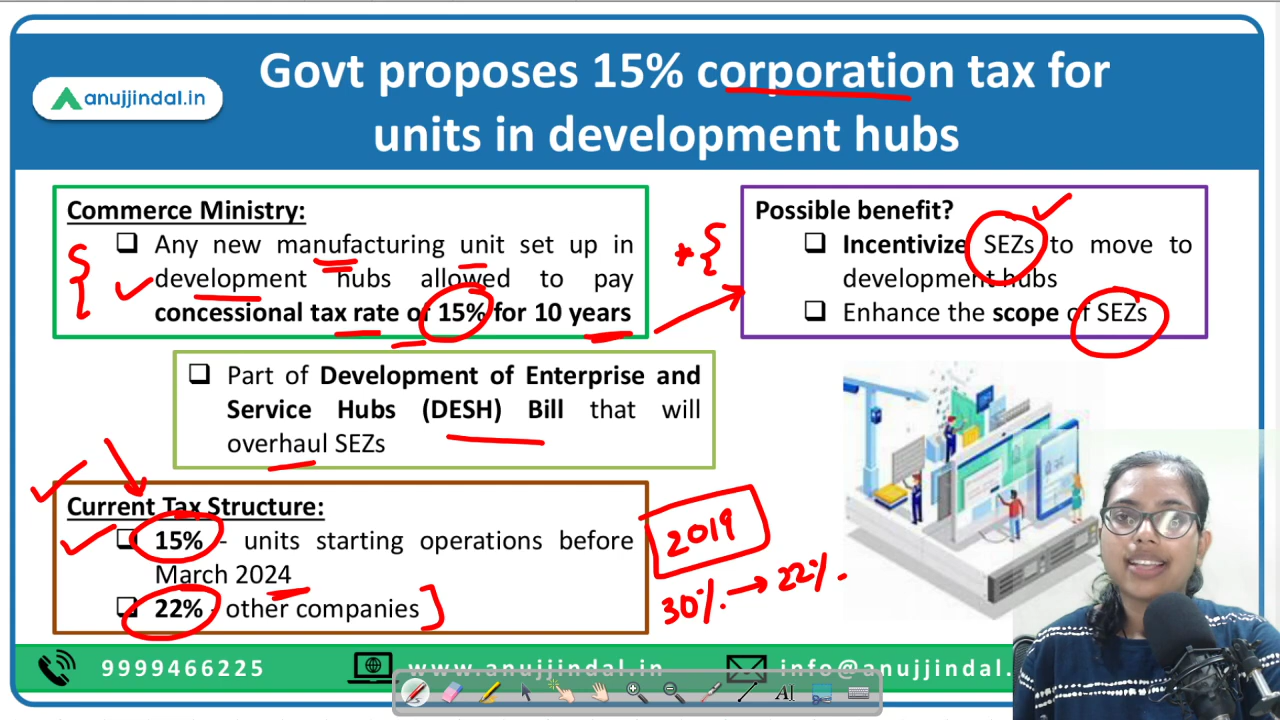 Govt proposes 15% corporation tax for
units in development hubs
anujjindal.in
Commerce Ministry:
Any new manufacturing unit set up in
development hubs allowed to pay
concessional tax rate of 15% for 10 years
Possible benefit?
Incentivize SEZs to move to
development hubs
Enhance the scope of SEZs
Part of Development of Enterprise and
Service Hubs (DESH) Bill that will
overhaul SEZs
Current Tax Structure:
15% - units starting operations before
March 2024
22% - other companies
2019
30% → 22%.
9999466225
www.anujjindal.in
info@anujjindal.
AI